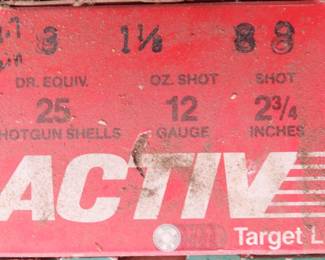 3 1⅛ 8 8
DR. EQUIV. OZ. SHOT SHOT
25 12 2¾
SHOTGUN SHELLS GAUGE INCHES
ACTIV
Target L